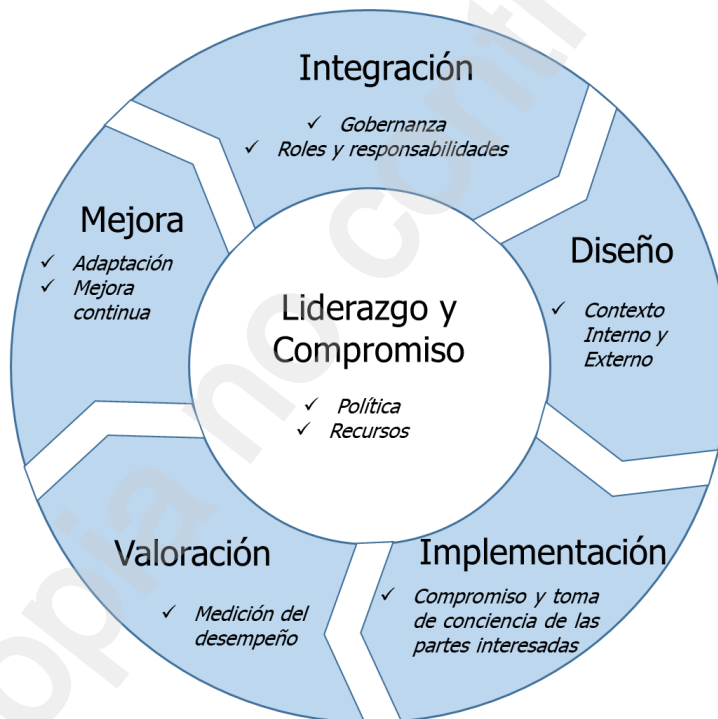 Integración
✓ Gobernanza
✓ Roles y responsabilidades
Diseño
✓ Contexto
Interno y
Externo
Implementación
✓ Compromiso y toma
de conciencia de las
partes interesadas
Valoración
✓ Medición del
desempeño
Mejora
✓ Adaptación
✓ Mejora
continua
Liderazgo y
Compromiso
✓ Política
✓ Recursos